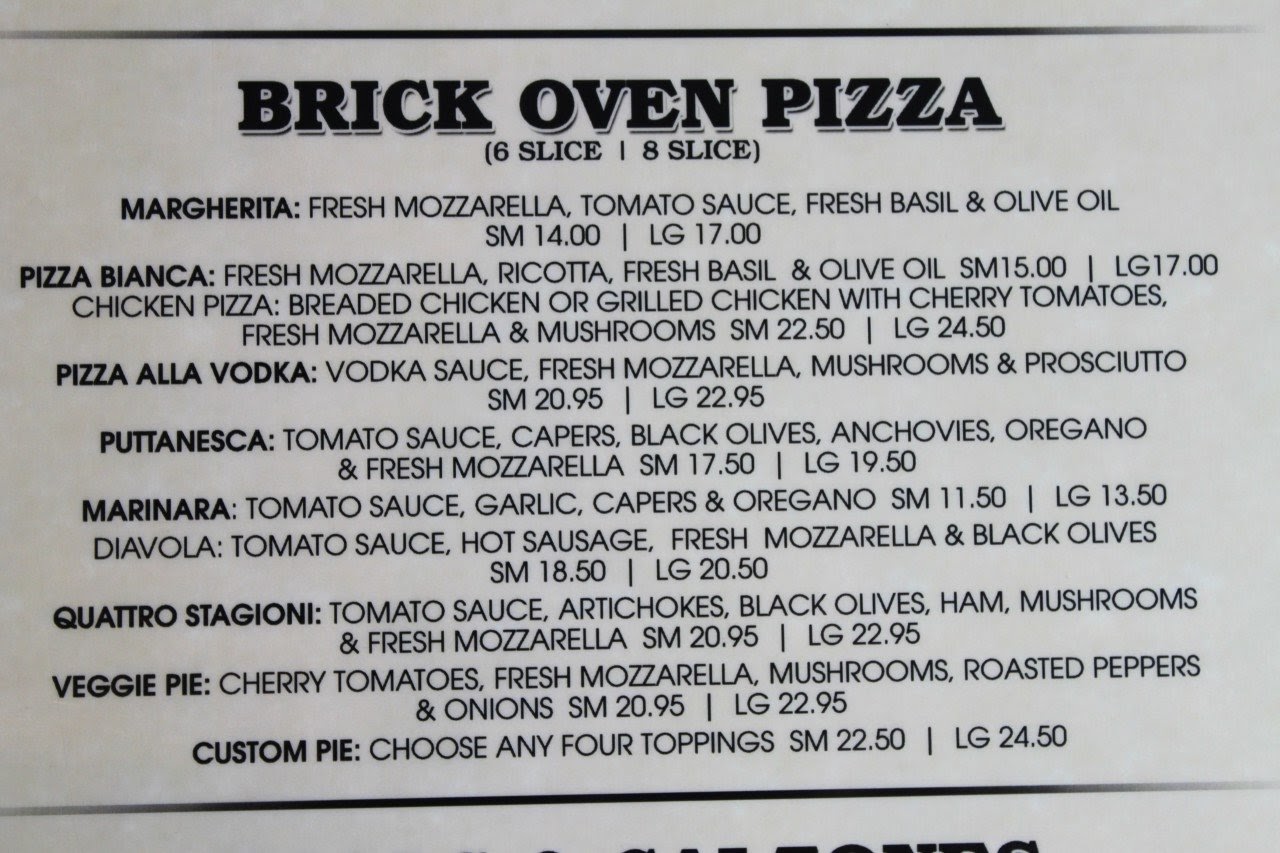 BRICK OVEN PIZZA
(6 SLICE | 8 SLICE)
MARGHERITA: FRESH MOZZARELLA, TOMATO SAUCE, FRESH BASIL & OLIVE OIL
SM 14.00 | LG 17.00
PIZZA BIANCA: FRESH MOZZARELLA, RICOTTA, FRESH BASIL & OLIVE OIL SM15.00 | LG17.00
CHICKEN PIZZA: BREADED CHICKEN OR GRILLED CHICKEN WITH CHERRY TOMATOES,
FRESH MOZZARELLA & MUSHROOMS SM 22.50 | LG 24.50
PIZZA ALLA VODKA: VODKA SAUCE, FRESH MOZZARELLA, MUSHROOMS & PROSCIUTTO
SM 20.95 | LG 22.95
PUTTANESCA: TOMATO SAUCE, CAPERS, BLACK OLIVES, ANCHOVIES, OREGANO
& FRESH MOZZARELLA SM 17.50 | LG 19.50
MARINARA: TOMATO SAUCE, GARLIC, CAPERS & OREGANO SM 11.50 | LG 13.50
DIAVOLA: TOMATO SAUCE, HOT SAUSAGE, FRESH MOZZARELLA & BLACK OLIVES
SM 18.50 | LG 20.50
QUATTRO STAGIONI: TOMATO SAUCE, ARTICHOKES, BLACK OLIVES, HAM, MUSHROOMS
& FRESH MOZZARELLA SM 20.95 | LG 22.95
VEGGIE PIE: CHERRY TOMATOES, FRESH MOZZARELLA, MUSHROOMS, ROASTED PEPPERS
& ONIONS SM 20.95 | LG 22.95
CUSTOM PIE: CHOOSE ANY FOUR TOPPINGS SM 22.50 | LG 24.50
& CALZONES